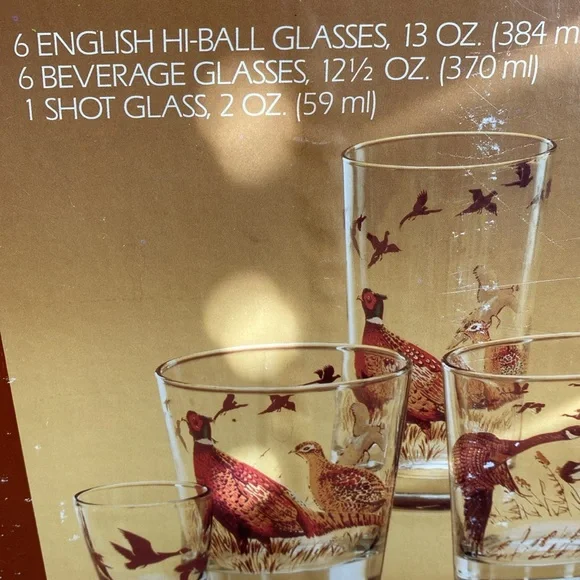 6 ENGLISH HI-BALL GLASSES, 13 OZ. (384 m
6 BEVERAGE GLASSES, 12½ OZ. (370 ml)
1 SHOT GLASS, 2 OZ. (59 ml)